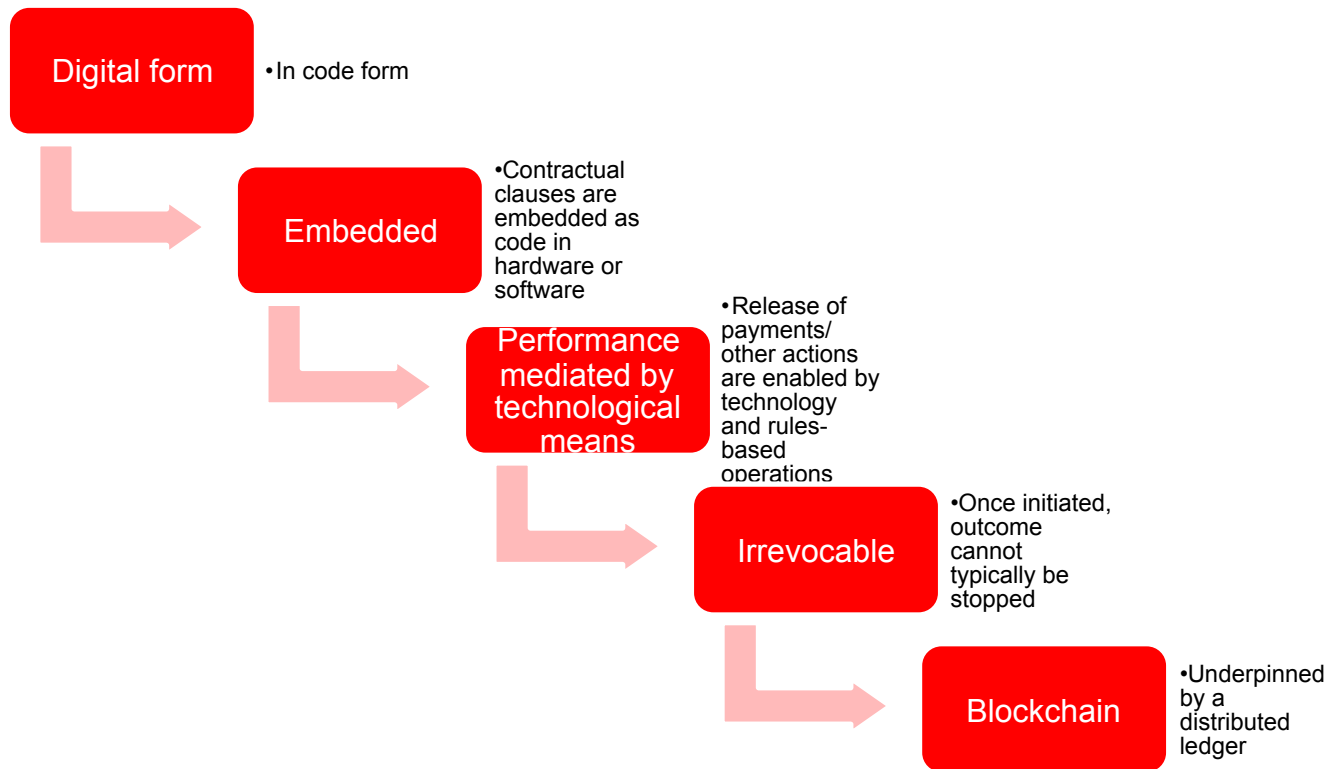 Digital form
•In code form
Embedded
•Contractual
clauses are
embedded as
code in
hardware or
software
Performance
mediated by
technological
means
•Release of
payments/
other actions
are enabled by
technology
and rules-
based
operations
Irrevocable
•Once initiated,
outcome
cannot
typically be
stopped
Blockchain
•Underpinned
by a
distributed
ledger